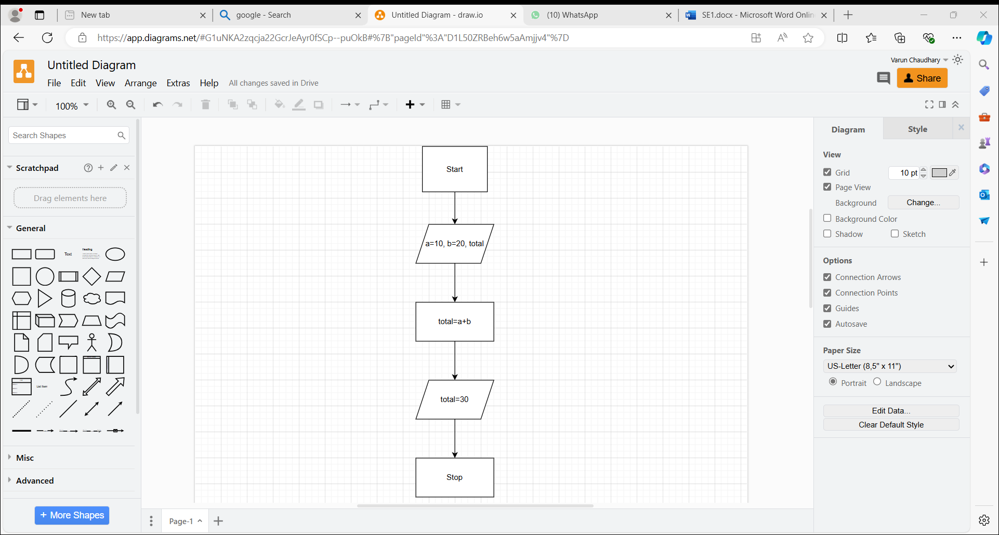 New tab
google - Search
Untitled Diagram - draw.io
(10) WhatsApp
SE1.docx - Microsoft Word Onlin
https://app.diagrams.net/#G1uNKA2zqcja22GcrJeAyr0fSCp--puOkB#%7B"pageId"%3A"D1L50ZRBeh6w5aAmjjv4"%7D
Untitled Diagram
Varun Chaudhary
File Edit View Arrange Extras Help All changes saved in Drive
Share
100%
Search Shapes
Scratchpad
Drag elements here
General
Text
Heading
List Item
Misc
Advanced
+ More Shapes
Start
a=10, b=20, total
total=a+b
total=30
Stop
Page-1
Diagram Style
View
Grid 10 pt
Page View
Background Change...
Background Color
Shadow Sketch
Options
Connection Arrows
Connection Points
Guides
Autosave
Paper Size
US-Letter (8,5" x 11")
Portrait Landscape
Edit Data...
Clear Default Style